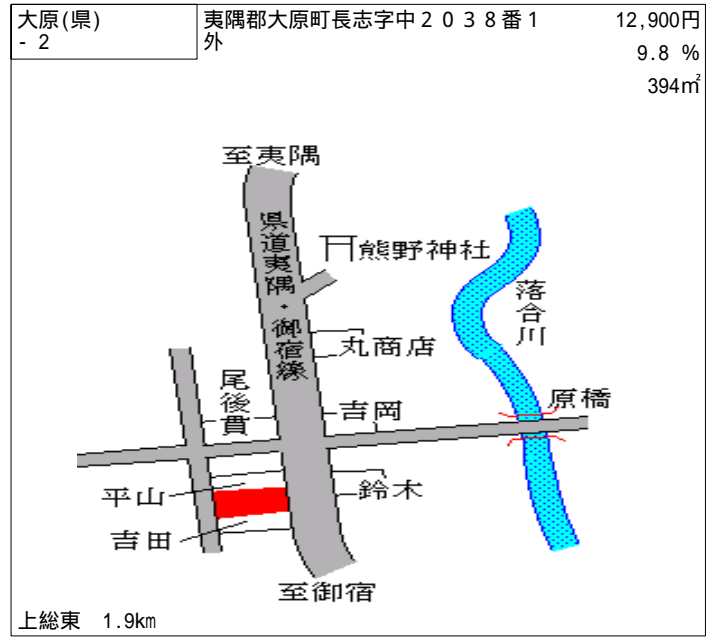 大原(県)
- 2
夷隅郡大原町長志字中２０３８番１
外
12,900円
9.8 %
394㎡
至夷隅
県道夷隅・御宿線
熊野神社
落合川
丸商店
尾後貫
吉岡
原橋
平山
鈴木
吉田
至御宿
上総東 1.9km